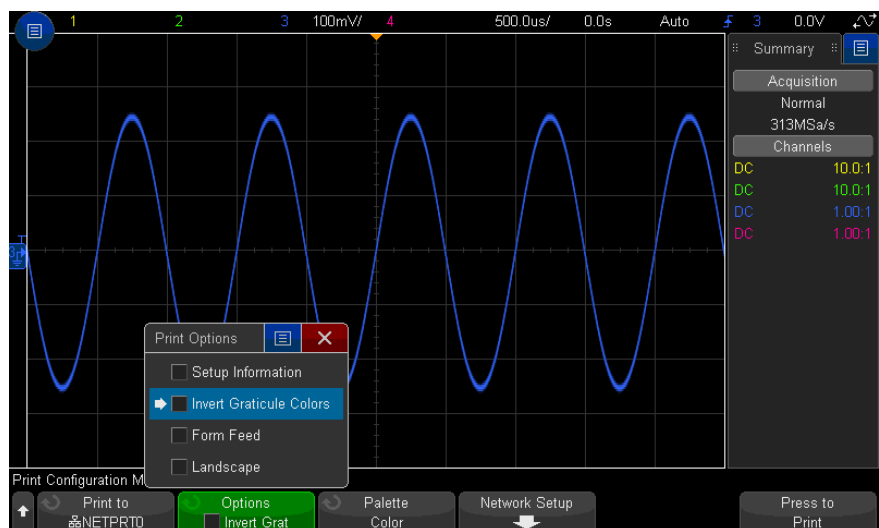 1 2 3 100mV/ 4 500.0us/ 0.0s Auto 3 0.0V
Summary
Acquisition
Normal
313MSa/s
Channels
DC 10.0:1
DC 10.0:1
DC 1.00:1
DC 1.00:1
T
3
Print Options
Setup Information
Invert Graticule Colors
Form Feed
Landscape
Print Configuration M
Print to
NETPRT0
Options
Invert Grat
Palette
Color
Network Setup
Press to
Print